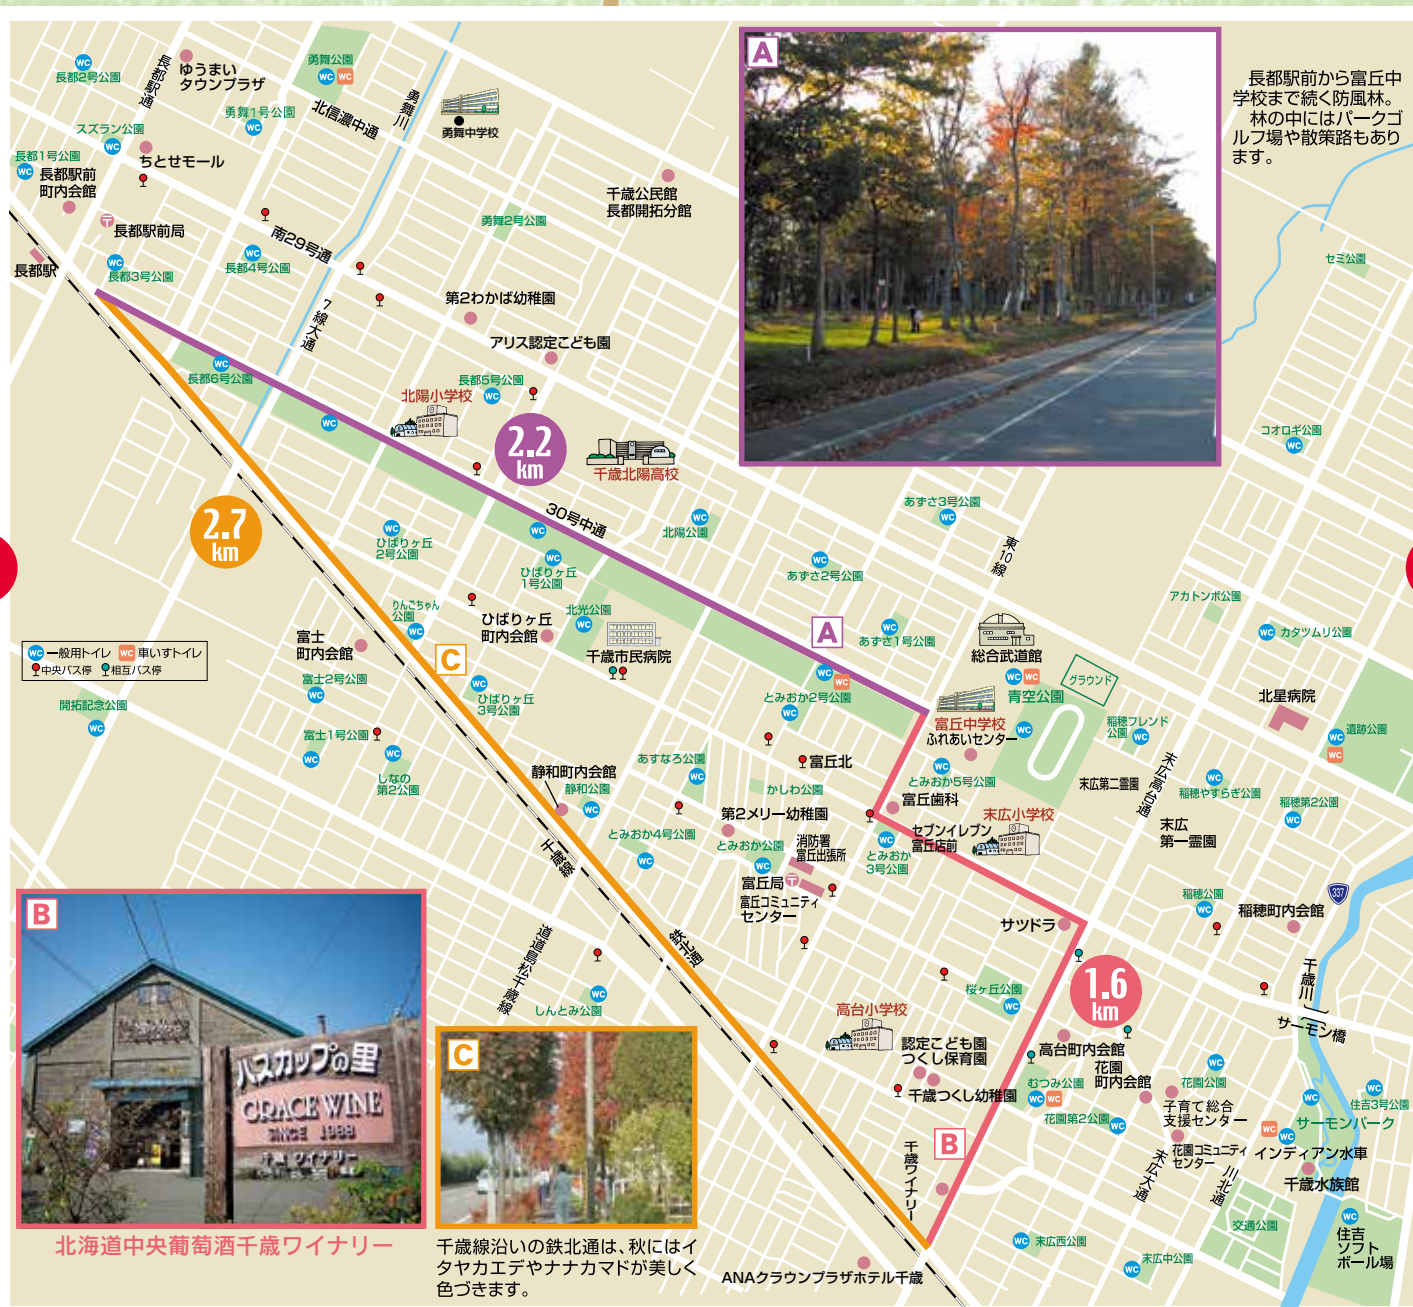 長都2号公園
長都駅通
ゆうまい
タウンプラザ
勇舞公園
北信濃中通
勇舞川
勇舞中学校
スズラン公園
勇舞1号公園
ちとせモール
長都1号公園
長都駅前
町内会館
長都駅前局
長都駅
長都3号公園
長都4号公園
南29号通
勇舞2号公園
千歳公民館
長都開拓分館
7線大通
第2わかば幼稚園
アリス認定こども園
長都5号公園
長都6号公園
北陽小学校
2.2
km
千歳北陽高校
30号中通
北陽公園
2.7
km
A
長都駅前から富丘中
学校まで続く防風林。
林の中にはパークゴ
ルフ場や散策路もあり
ます。
セミ公園
コオロギ公園
あずさ3号公園
東10線
あずさ2号公園
アカトンボ公園
カタツムリ公園
ひばりヶ丘
2号公園
ひばりヶ丘
1号公園
りんごちゃん
公園
ひばりヶ丘
町内会館
北光公園
千歳市民病院
A
あずさ1号公園
総合武道館
青空公園
グラウンド
WC 一般用トイレ WC 車いすトイレ
中央バス停 相互バス停
富士
町内会館
富士2号公園
C
ひばりヶ丘
3号公園
とみおか2号公園
富丘中学校
ふれあいセンター
稲穂フレンド
公園
北星病院
遺跡公園
開拓記念公園
富士1号公園
しなの
第2公園
静和町内会館
静和公園
あすなろ公園
富丘北
かしわ公園
とみおか5号公園
富丘歯科
末広第二霊園
末広高台通
稲穂やすらぎ公園
稲穂第2公園
末広
第一霊園
第2メリー幼稚園
とみおか4号公園
とみおか公園
消防署
富丘出張所
セブンイレブン
富丘店前
末広小学校
とみおか
3号公園
千歳線
富丘局
富丘コミュニティ
センター
サツドラ
稲穂公園
稲穂町内会館
337
道道島松千歳線
鉄北通
しんとみ公園
桜ヶ丘公園
1.6
km
千歳川
サーモン橋
高台小学校
認定こども園
つくし保育園
千歳つくし幼稚園
高台町内会館
花園
町内会館
むつみ公園
花園公園
花園第2公園
子育て総合
支援センター
花園コミュニティ
センター
住吉3号公園
サーモンパーク
インディアン水車
千歳水族館
B
千歳ワイナリー
末広大通
川北通
交通公園
住吉
ソフト
ボール場
末広西公園
末広中公園
ANAクラウンプラザホテル千歳
B
ハスカップの里
GRACE WINE
SINCE 1988
千歳 ワイナリー
北海道中央葡萄酒千歳ワイナリー
C
千歳線沿いの鉄北通は、秋にはイ
タヤカエデやナナカマドが美しく
色づきます。